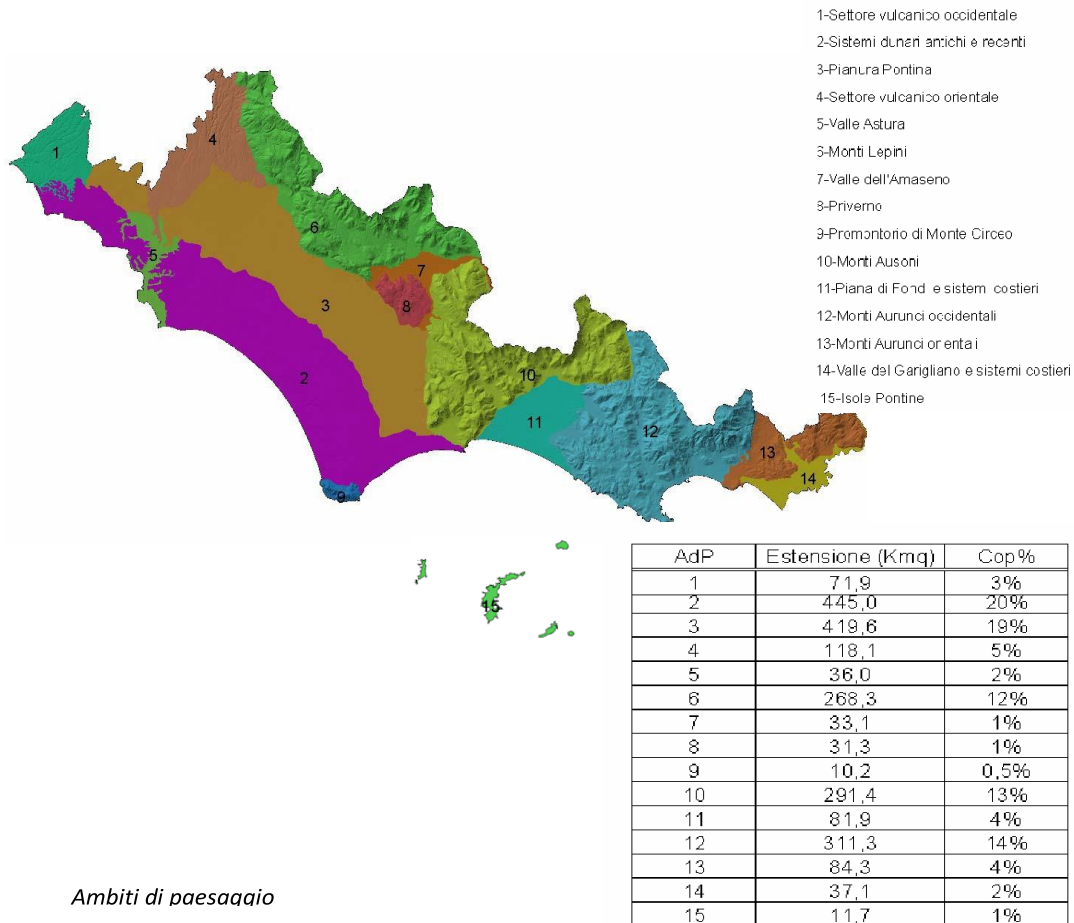 1-Settore vulcanico occidentale
2-Sistemi dunari antichi e recenti
3-Pianura Pontina
4-Settore vulcanico orientale
5-Valle Astura
6-Monti Lepini
7-Valle dell'Amaseno
8-Priverno
9-Promontorio di Monte Circeo
10-Monti Ausoni
11-Piana di Fondi e sistemi costieri
12-Monti Aurunci occidentali
13-Monti Aurunci orientali
14-Valle del Garigliano e sistemi costieri
15-Isole Pontine
1
4
6
5
7
8
3
2
10
11
12
13
14
9
15
AdP Estensione (Kmq) Cop%
1 71,9 3%
2 445,0 20%
3 419,6 19%
4 118,1 5%
5 36,0 2%
6 268,3 12%
7 33,1 1%
8 31,3 1%
9 10,2 0,5%
10 291,4 13%
11 81,9 4%
12 311,3 14%
13 84,3 4%
14 37,1 2%
15 11,7 1%
Ambiti di paesaggio